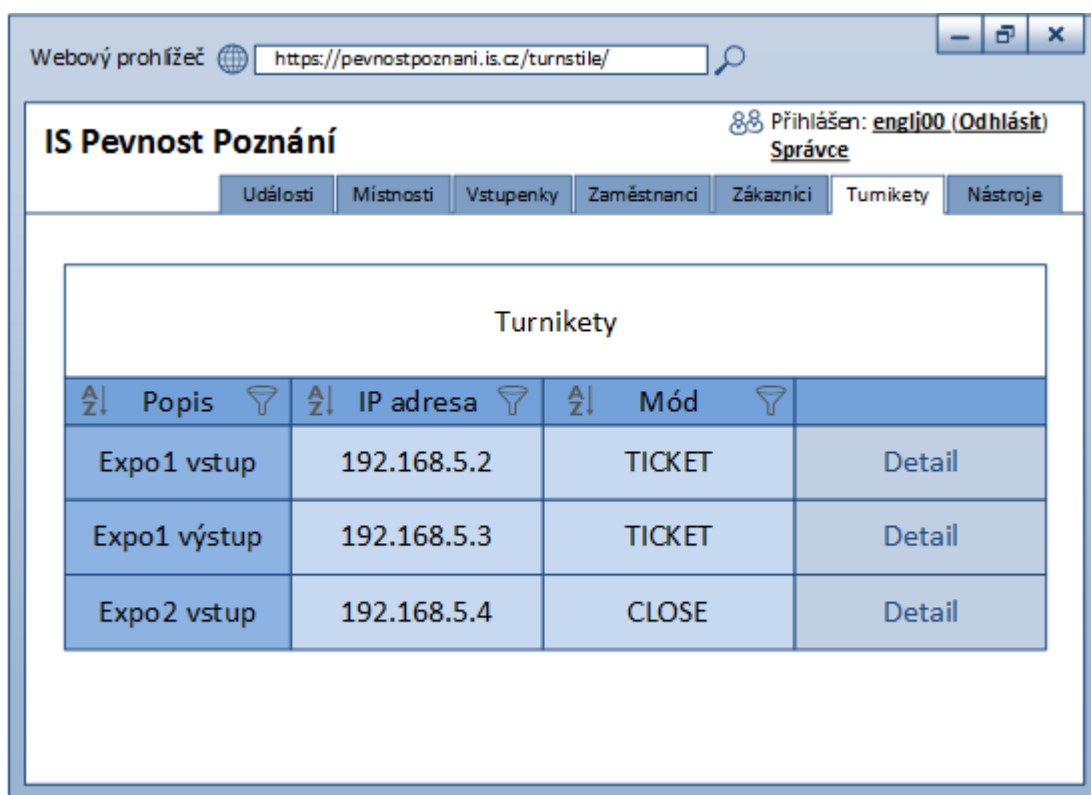 Webový prohlížeč https://pevnostpoznani.is.cz/turnstile/
IS Pevnost Poznání
Přihlášen: englj00 (Odhlásit)
Správce
Události Místnosti Vstupenky Zaměstnanci Zákazníci Turnikety Nástroje
Turnikety
Popis IP adresa Mód
Expo1 vstup 192.168.5.2 TICKET Detail
Expo1 výstup 192.168.5.3 TICKET Detail
Expo2 vstup 192.168.5.4 CLOSE Detail